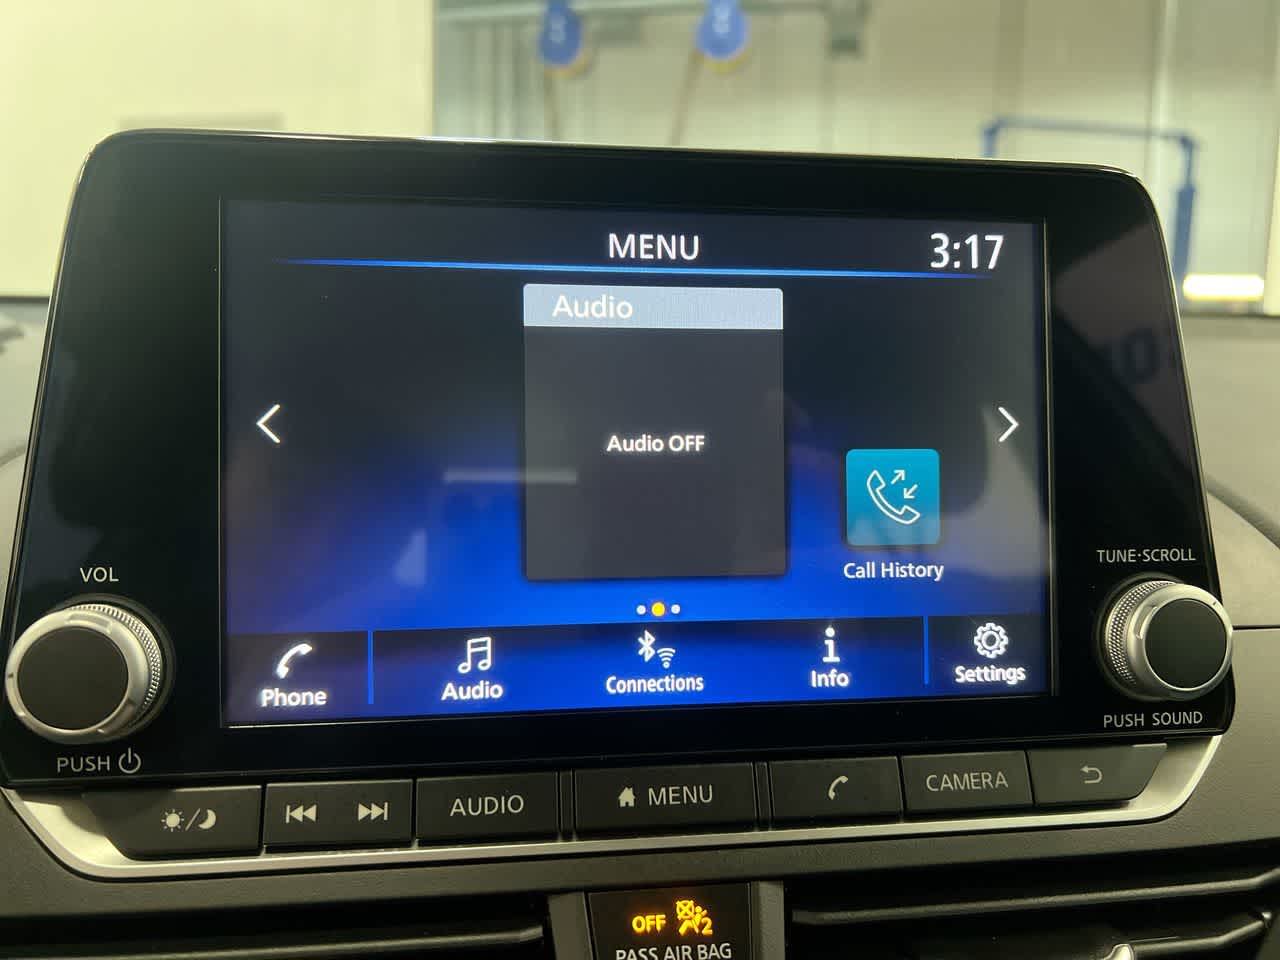 MENU
3:17
Audio
Audio OFF
Call History
Phone
Audio
Connections
Info
Settings
VOL
PUSH
TUNE·SCROLL
PUSH SOUND
AUDIO
MENU
CAMERA
OFF 2
PASS AIR BAG